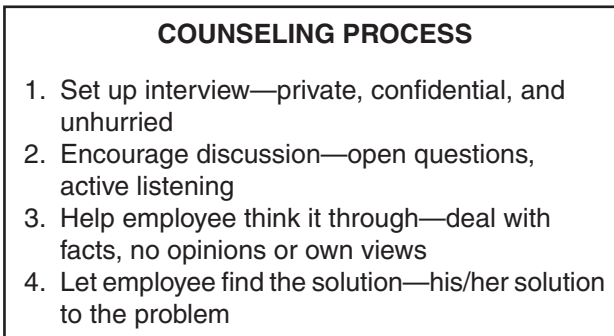 COUNSELING PROCESS
1. Set up interview—private, confidential, and
unhurried
2. Encourage discussion—open questions,
active listening
3. Help employee think it through—deal with
facts, no opinions or own views
4. Let employee find the solution—his/her solution
to the problem